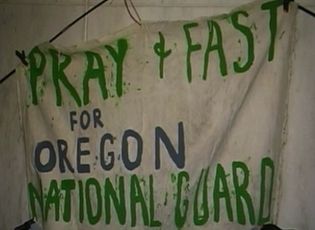 PRAY & FAST
FOR
OREGON
NATIONAL GUARD